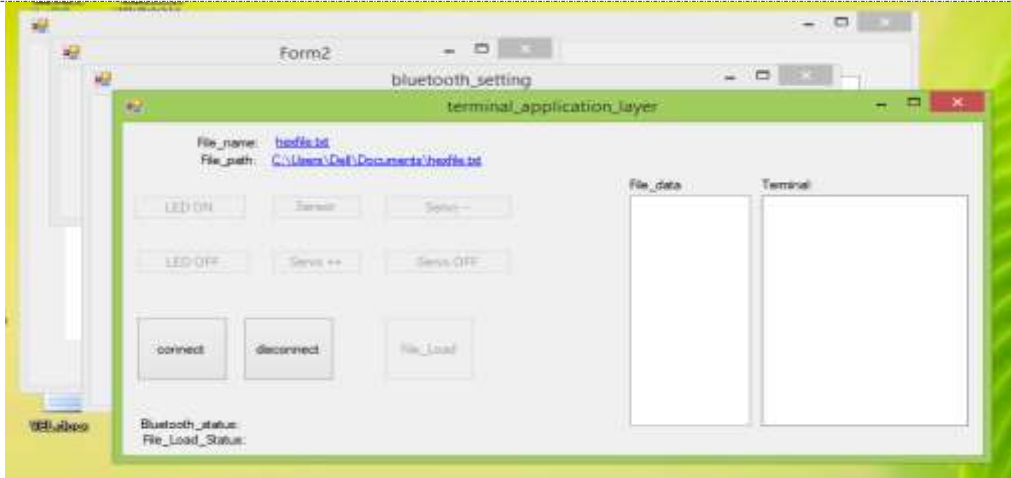 Form2
bluetooth_setting
terminal_application_layer
File_name: hexfile.txt
File_path: C:\Users\Dell\Documents\hexfile.txt
File_data Terminal
LED ON Sensor Servo --
LED OFF Servo ++ Servo OFF
connect deconnect File_Load
Bluetooth_status:
File_Load_Status: